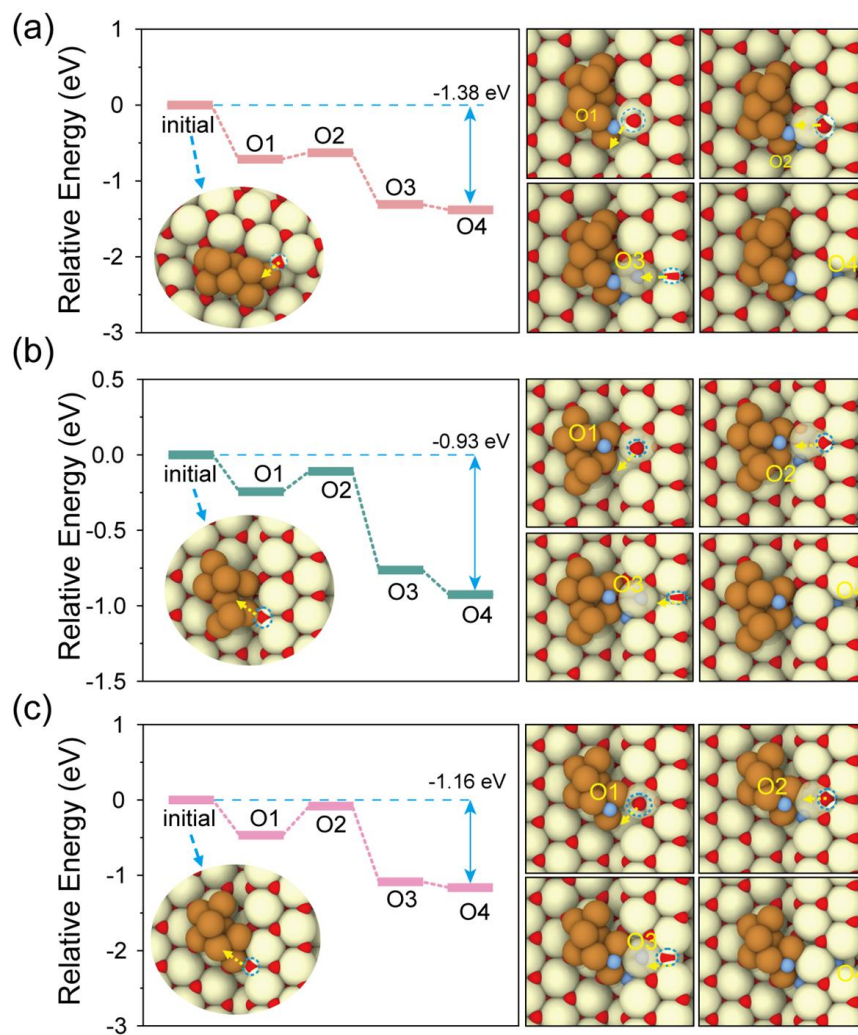 (a)
Relative Energy (eV)
1
0
-1
-2
-3
initial
O1
O2
O3
O4
-1.38 eV
O1
O2
O3
O4
(b)
Relative Energy (eV)
0.5
0.0
-0.5
-1.0
-1.5
initial
O1
O2
O3
O4
-0.93 eV
O1
O2
O3
(c)
Relative Energy (eV)
1
0
-1
-2
-3
initial
O1
O2
O3
O4
-1.16 eV
O1
O2
O3